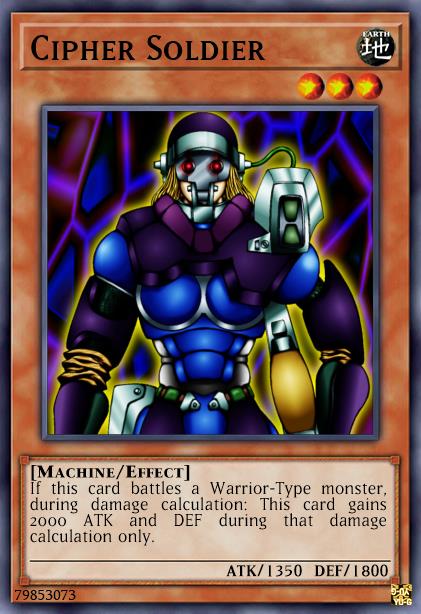 CIPHER SOLDIER
EARTH
地
[MACHINE/EFFECT]
If this card battles a Warrior-Type monster,
during damage calculation: This card gains
2000 ATK and DEF during that damage
calculation only.
ATK/1350 DEF/1800
79853073